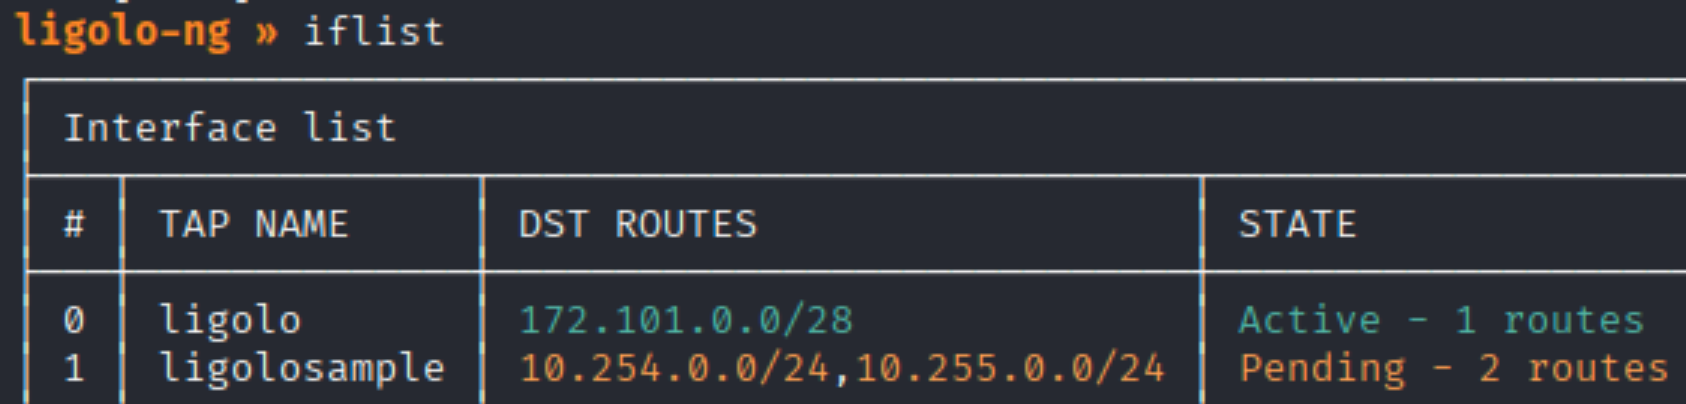 ligolo-ng » iflist
Interface list
# TAP NAME DST ROUTES STATE
0 ligolo 172.101.0.0/28 Active - 1 routes
1 ligolosample 10.254.0.0/24,10.255.0.0/24 Pending - 2 routes